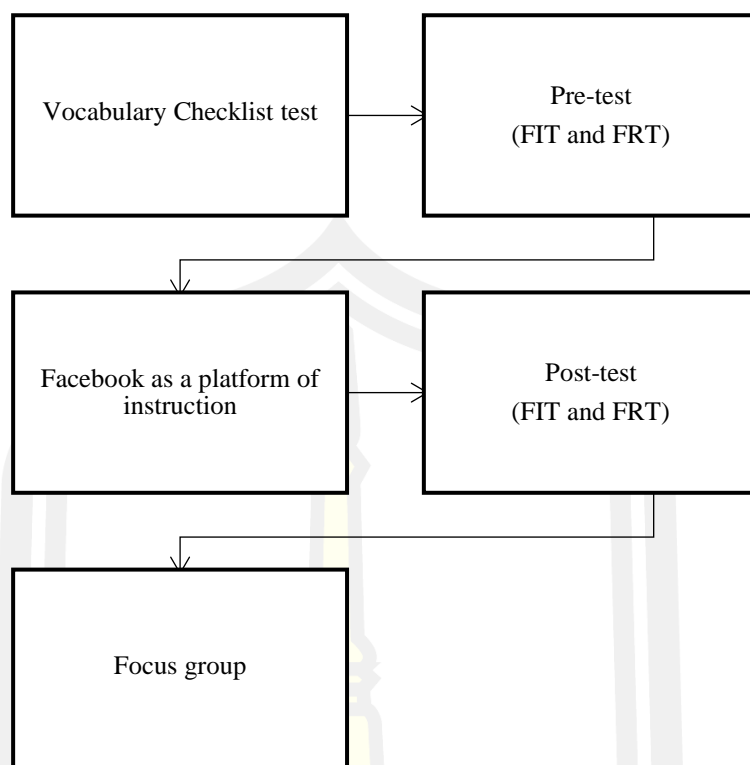 Vocabulary Checklist test
Pre-test
(FIT and FRT)
Facebook as a platform of
instruction
Post-test
(FIT and FRT)
Focus group